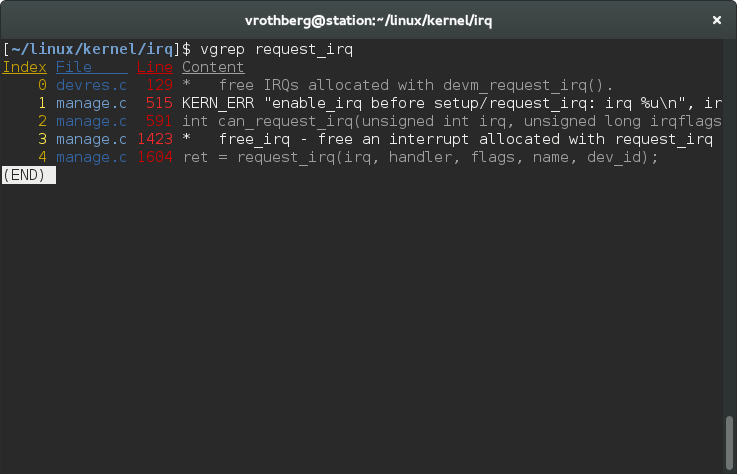 vrothberg@station:~/linux/kernel/irq ×
[~/linux/kernel/irq]$ vgrep request_irq
Index File    Line Content
    0 devres.c  129 *   free IRQs allocated with devm_request_irq().
    1 manage.c  515 KERN_ERR "enable_irq before setup/request_irq: irq %u\n", ir
    2 manage.c  591 int can_request_irq(unsigned int irq, unsigned long irqflags
    3 manage.c 1423 *   free_irq - free an interrupt allocated with request_irq
    4 manage.c 1604 ret = request_irq(irq, handler, flags, name, dev_id);
(END)